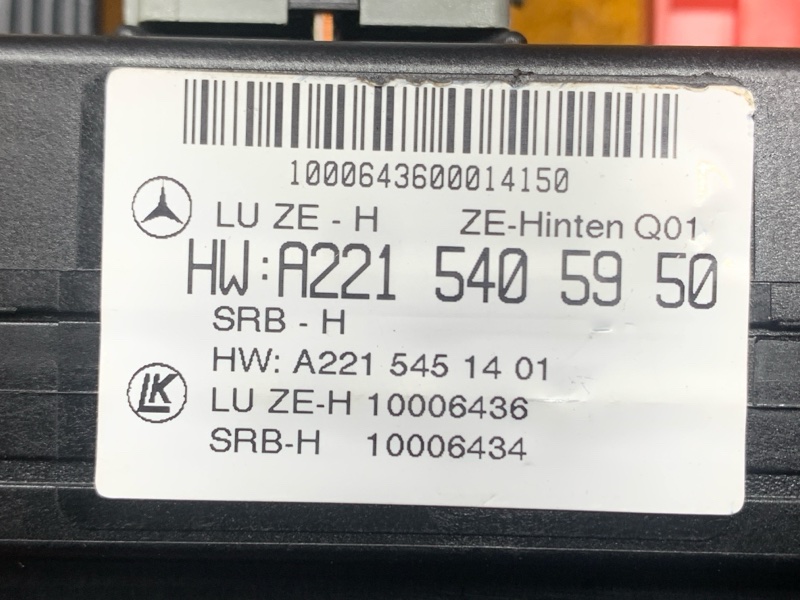 1000643600014150
LU ZE - H ZE-Hinten Q01
HW:A221 540 59 50
SRB - H
HW: A221 545 14 01
LK
LU ZE-H 10006436
SRB-H 10006434